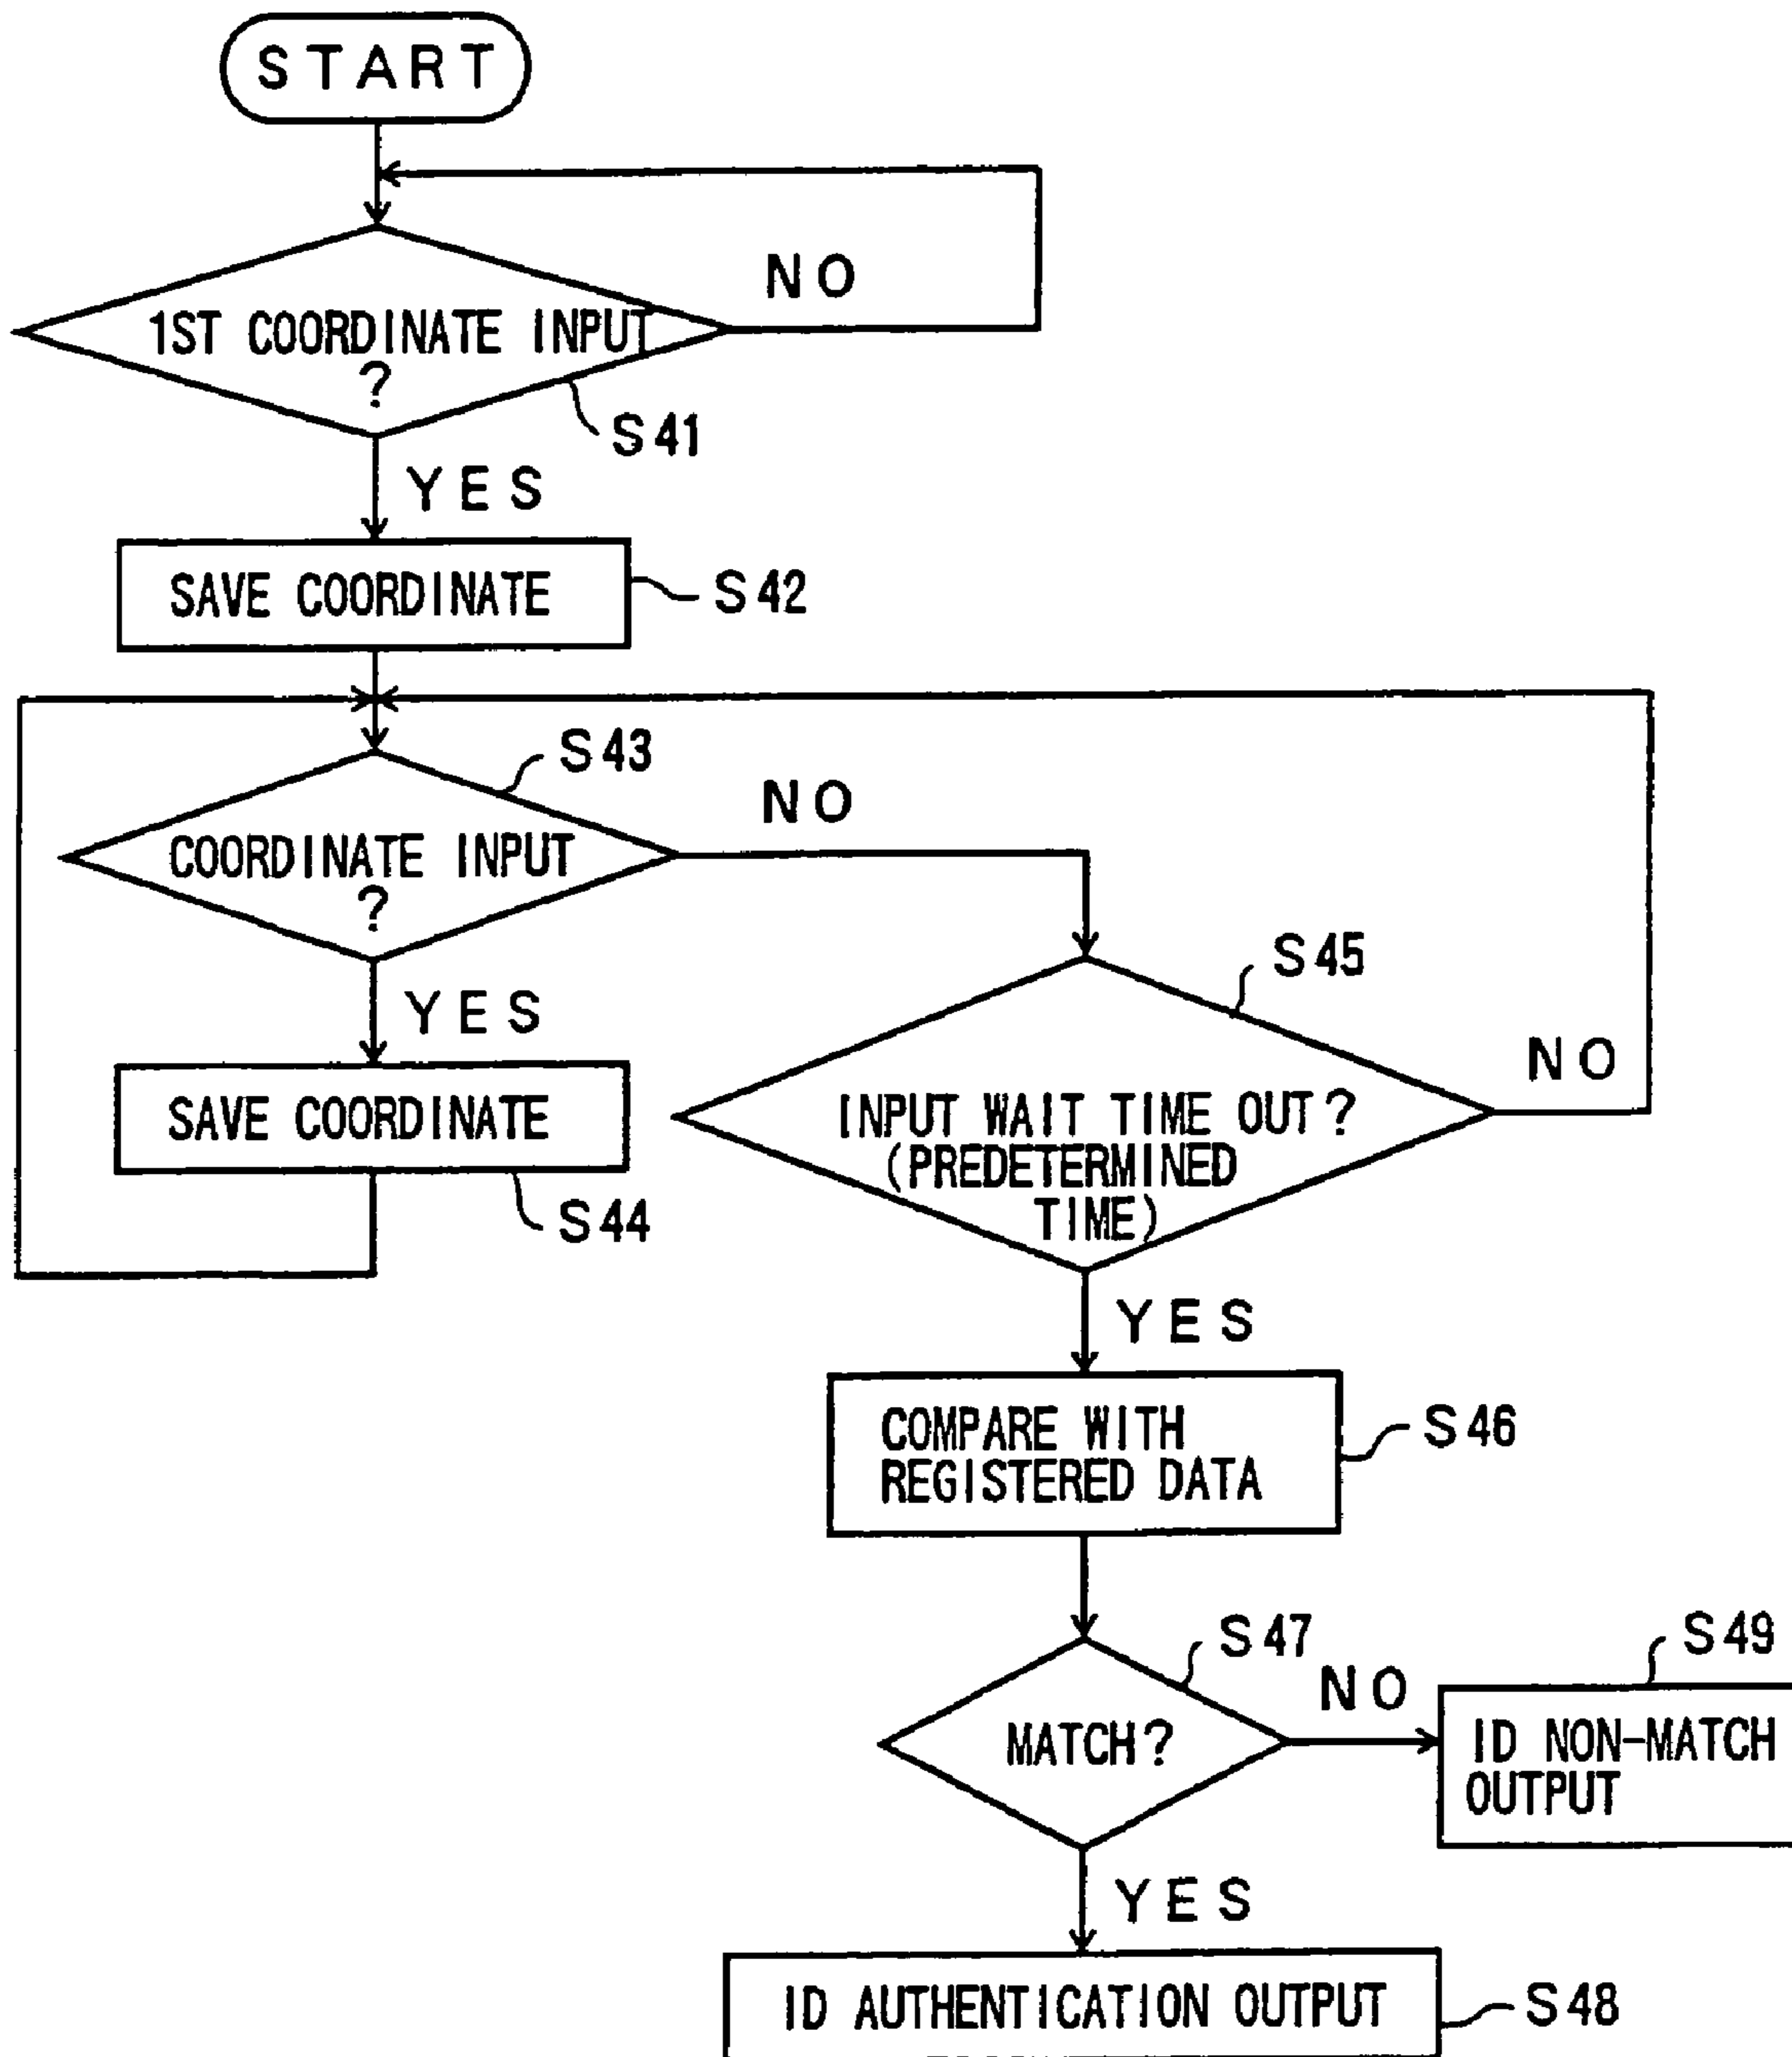 START
NO
1ST COORDINATE INPUT
?
S41
YES
SAVE COORDINATE
S42
S43
NO
COORDINATE INPUT
?
YES
SAVE COORDINATE
S44
S45
NO
INPUT WAIT TIME OUT?
(PREDETERMINED
TIME)
YES
COMPARE WITH
REGISTERED DATA
S46
S47
MATCH?
NO
S49
ID NON-MATCH
OUTPUT
YES
ID AUTHENTICATION OUTPUT
S48